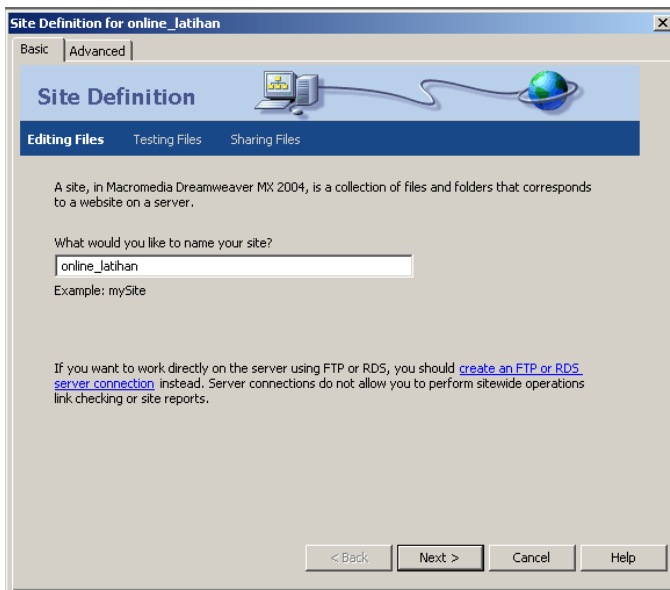 Site Definition for online_latihan
Basic
Advanced
Site Definition
Editing Files Testing Files Sharing Files
A site, in Macromedia Dreamweaver MX 2004, is a collection of files and folders that corresponds
to a website on a server.
What would you like to name your site?
online_latihan
Example: mySite
If you want to work directly on the server using FTP or RDS, you should create an FTP or RDS
server connection instead. Server connections do not allow you to perform sitewide operations
link checking or site reports.
< Back Next > Cancel Help